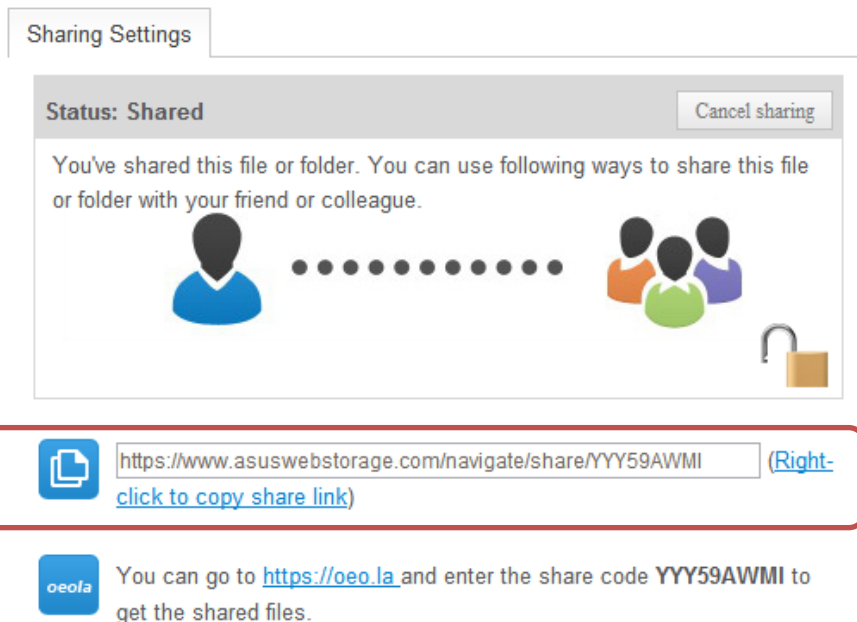 Sharing Settings
Status: Shared
Cancel sharing
You've shared this file or folder. You can use following ways to share this file
or folder with your friend or colleague.
https://www.asuswebstorage.com/navigate/share/YYY59AWMI (Right-
click to copy share link)
oeola
You can go to https://oeo.la and enter the share code YYY59AWMI to
get the shared files.